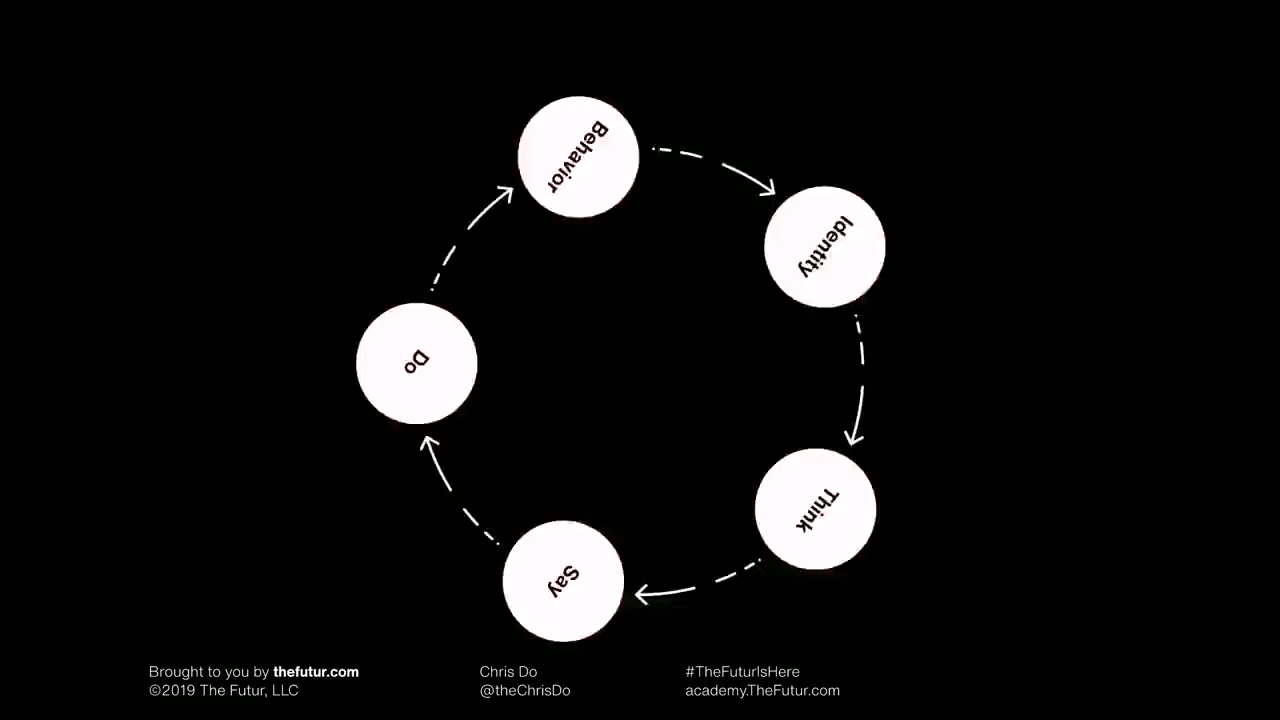 Behavior
Identity
Think
Say
Do
Brought to you by thefutur.com
©2019 The Futur, LLC
Chris Do
@theChrisDo
#TheFuturIsHere
academy.TheFutur.com